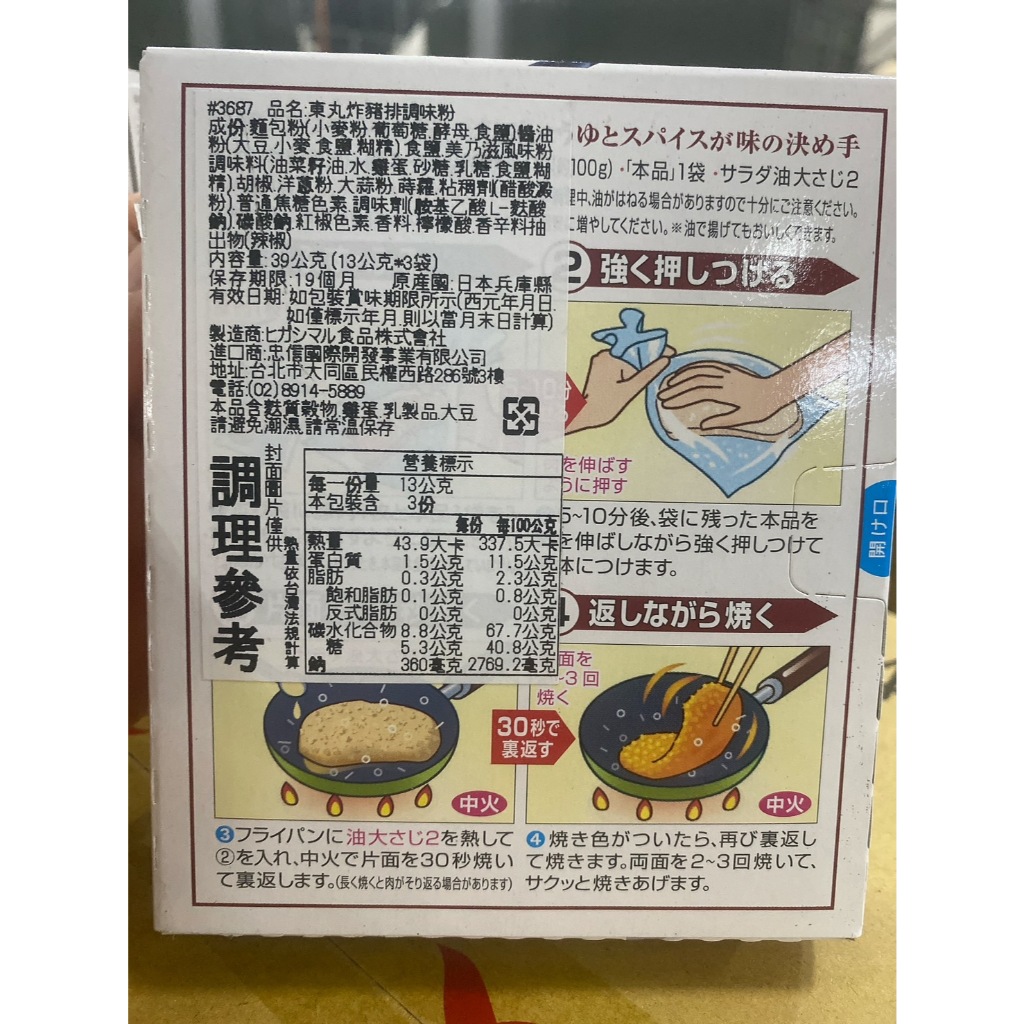 #3687 品名:東丸炸豬排調味粉
成份:麵包粉(小麥粉.葡萄糖.酵母.食鹽)醬油
粉(大豆.小麥.食鹽.糊精).食鹽.美乃滋風味粉
調味料(油菜籽油.水.雞蛋.砂糖.乳糖.食鹽糊
精).胡椒.洋蔥粉.大蒜粉.蒔蘿.粘稠劑(醋酸澱
粉).普通焦糖色素.調味劑(胺基乙酸L-麩酸
鈉).碳酸鈉.紅椒色素.香料.檸檬酸.香辛料抽
出物(辣椒)
內容量:39公克(13公克*3袋)
保存期限:19個月 原產國:日本兵庫縣
有效日期:如包裝賞味期限所示(西元年月日.
如僅標示年月,則以當月末日計算)
製造商:ヒガシマル食品株式會社
進口商:忠信國際開發事業有限公司
地址:台北市大同區民權西路286號3樓
電話:(02)8914-5889
本品含麩質穀物.雞蛋.乳製品.大豆
請避免潮濕,請常溫保存
調理參考
封面圖片僅供
熱量依台灣法規計算
營養標示
每一份量 13公克
本包裝含 3份
每份 每100公克
熱量 43.9大卡 337.5大卡
蛋白質 1.5公克 11.5公克
脂肪 0.3公克 2.3公克
飽和脂肪 0.1公克 0.8公克
反式脂肪 0公克 0公克
碳水化合物 8.8公克 67.7公克
糖 5.3公克 40.8公克
鈉 360毫克 2769.2毫克
ゆとスパイスが味の決め手
100g)・「本品」1袋 ・サラダ油大さじ2
理中、油がはねる場合がありますので十分にご注意ください。
増やしてください。※油で揚げてもおいしくできます。
2 強く押しつける
を伸ばす
うに押す
5~10分後、袋に残った本品を
を伸ばしながら強く押しつけて
体につけます。
開け口
4 返しながら焼く
面を
~3回
焼く
30秒で
裏返す
中火
中火
③フライパンに油大さじ2を熱して
②を入れ、中火で片面を30秒焼い
て裏返します。(長く焼くと肉がそり返る場合があります)
④焼き色がついたら、再び裏返し
て焼きます。両面を2~3回焼いて、
サクッと焼きあげます。